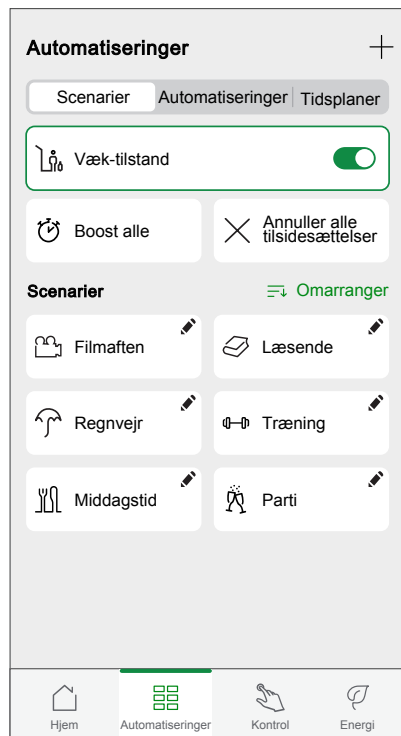 Automatiseringer
Scenarier Automatiseringer Tidsplaner
Væk-tilstand
Boost alle
Annuller alle
tilsidesættelser
Scenarier
Omarranger
Filmaften
Læsende
Regnvejr
Træning
Middagstid
Parti
Hjem Automatiseringer Kontrol Energi